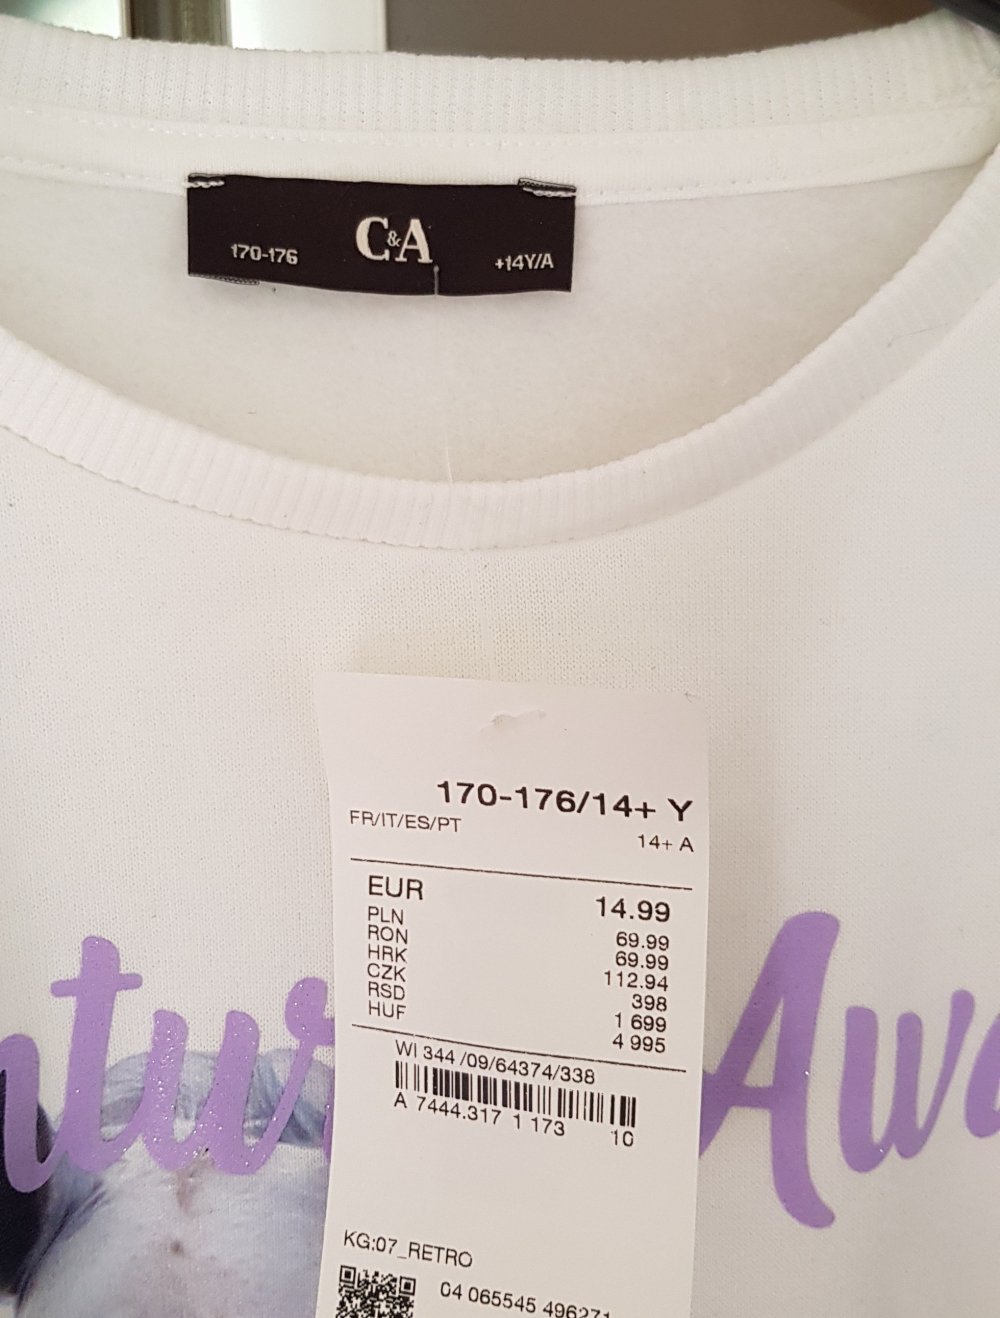 C&A
170-176
+14Y/A
170-176/14+ Y
FR/IT/ES/PT
14+ A
EUR 14.99
PLN 69.99
RON 69.99
HRK 112.94
CZK 398
RSD 1 699
HUF 4 995
WI 344 /09/64374/338
A 7444.317 1 173 10
Awa
KG:07_RETRO
04 065545 496271